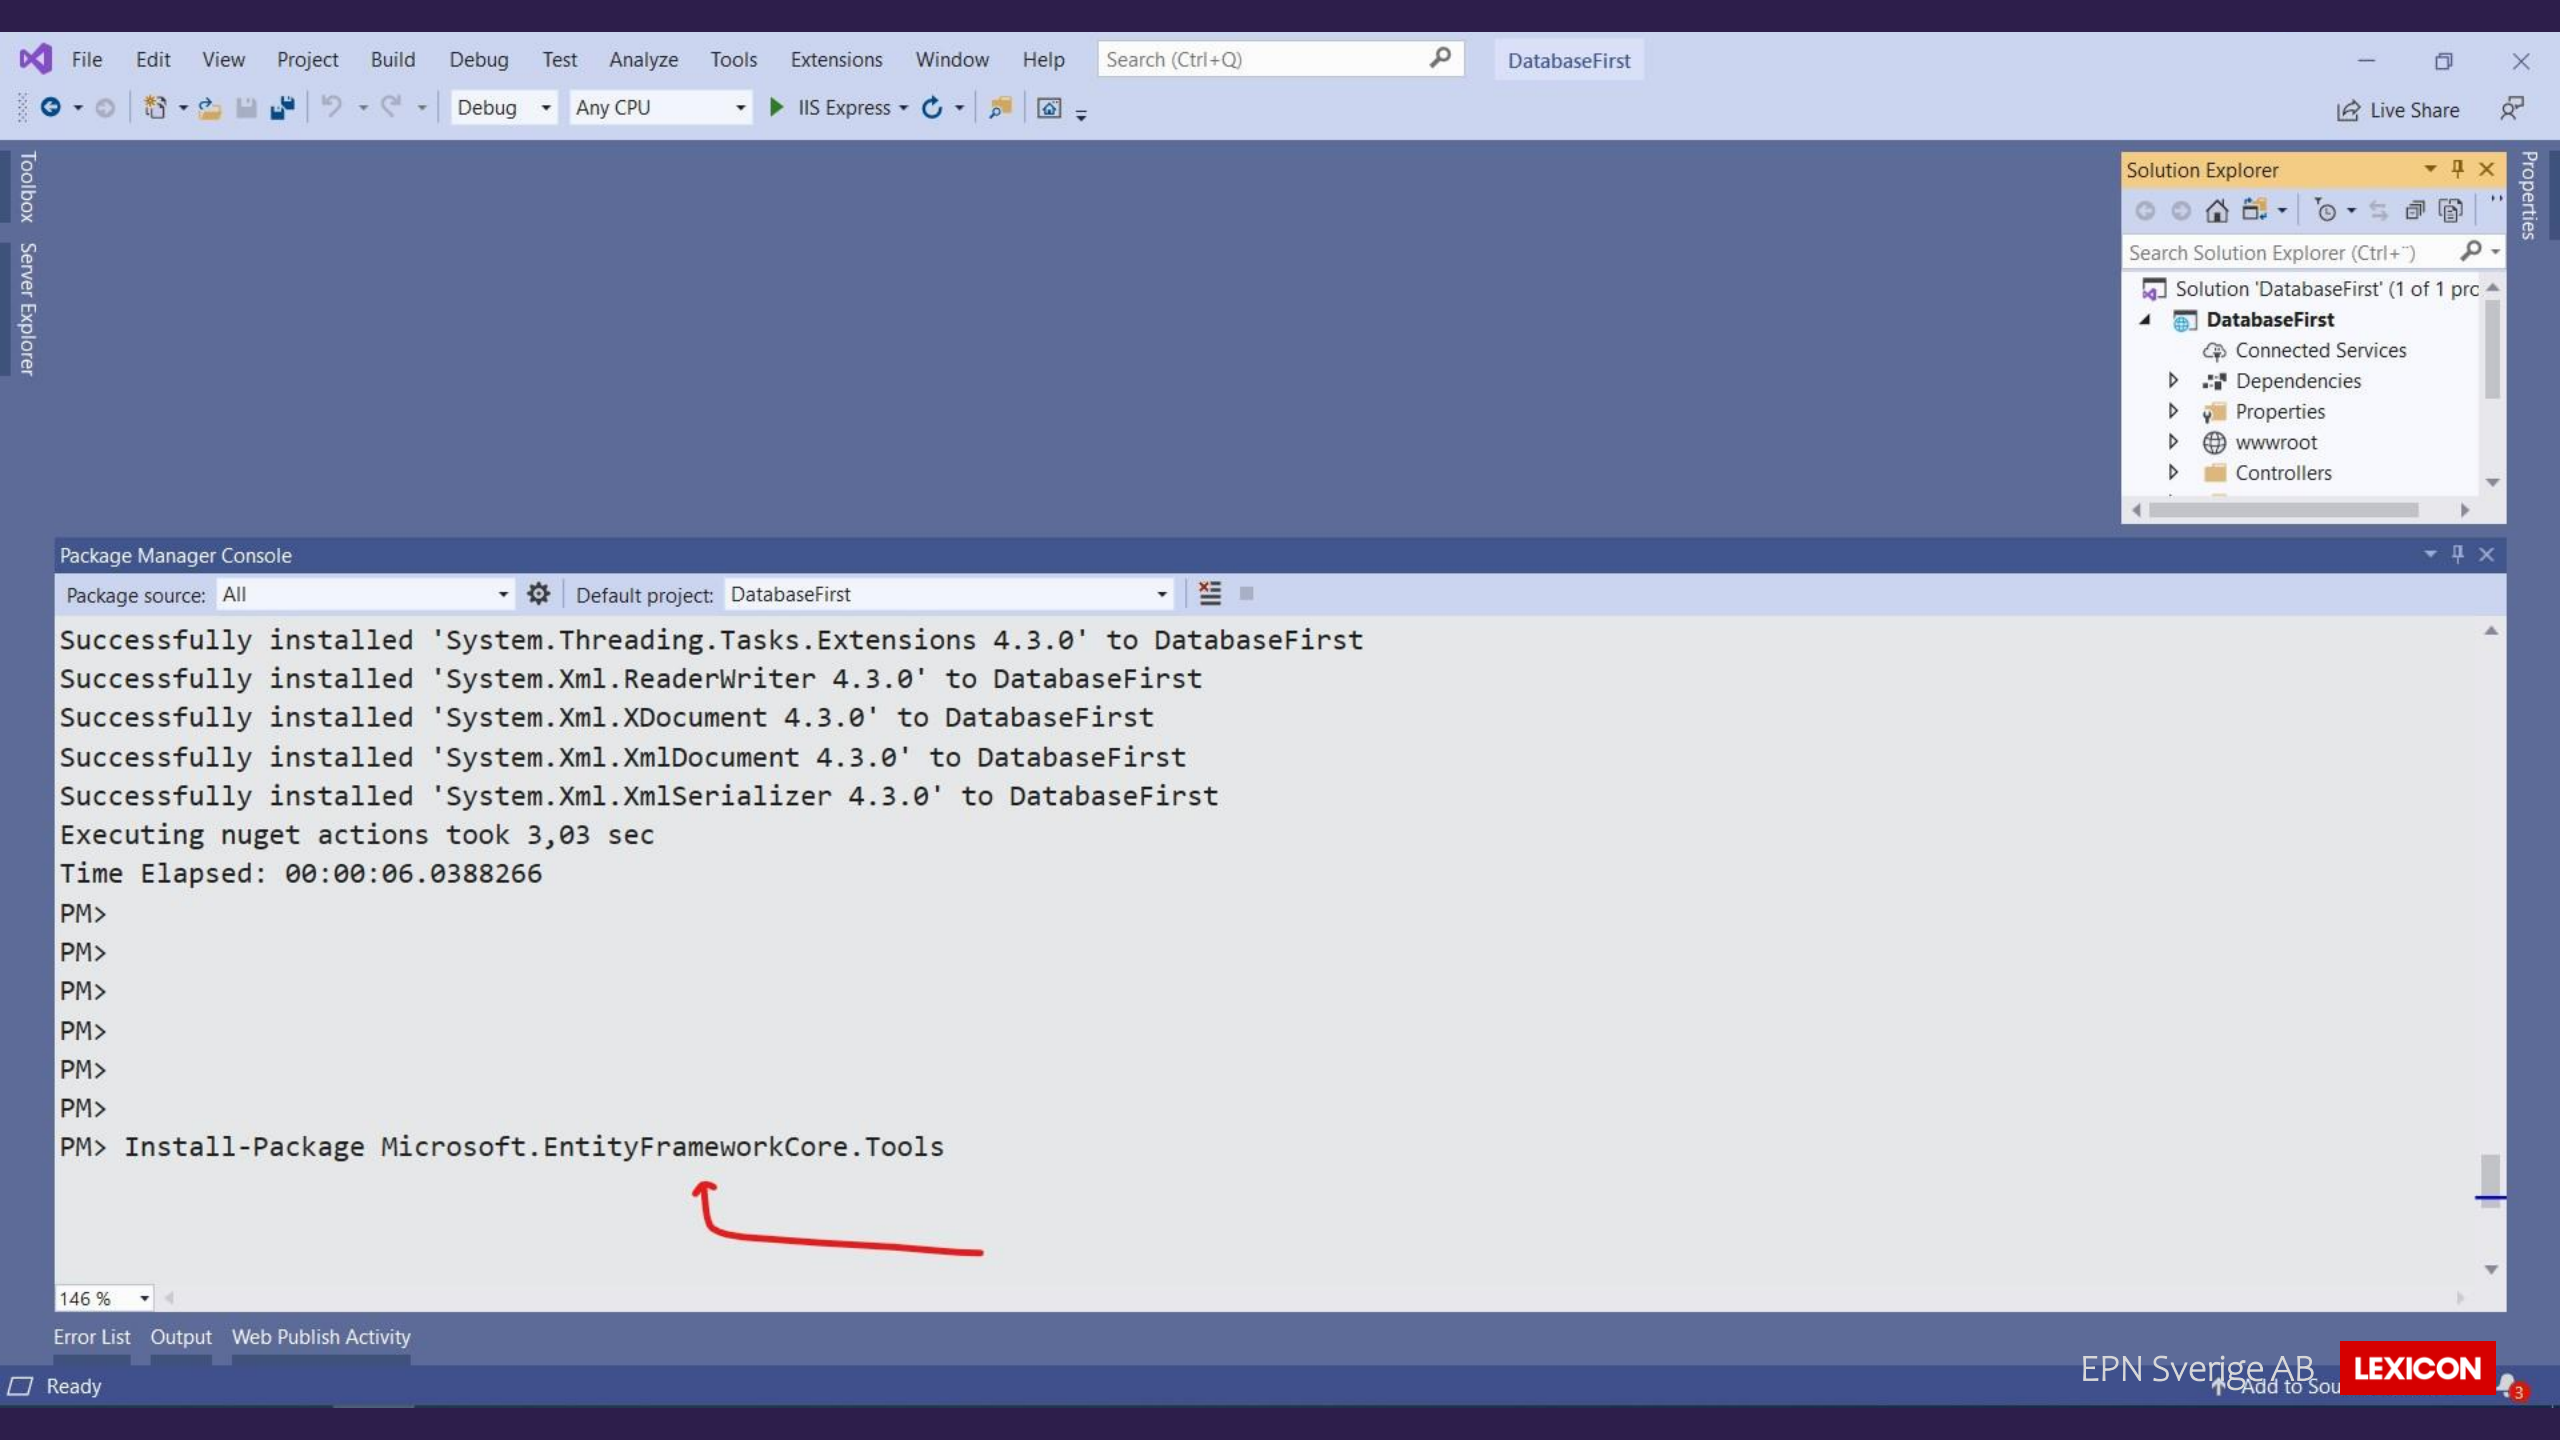 File Edit View Project Build Debug Test Analyze Tools Extensions Window Help Search (Ctrl+Q) DatabaseFirst
Debug Any CPU IIS Express Live Share
Toolbox
Server Explorer
Solution Explorer
Properties
Search Solution Explorer (Ctrl+¨)
Solution 'DatabaseFirst' (1 of 1 pro
DatabaseFirst
Connected Services
Dependencies
Properties
wwwroot
Controllers
Package Manager Console
Package source: All Default project: DatabaseFirst
Successfully installed 'System.Threading.Tasks.Extensions 4.3.0' to DatabaseFirst
Successfully installed 'System.Xml.ReaderWriter 4.3.0' to DatabaseFirst
Successfully installed 'System.Xml.XDocument 4.3.0' to DatabaseFirst
Successfully installed 'System.Xml.XmlDocument 4.3.0' to DatabaseFirst
Successfully installed 'System.Xml.XmlSerializer 4.3.0' to DatabaseFirst
Executing nuget actions took 3,03 sec
Time Elapsed: 00:00:06.0388266
PM>
PM>
PM>
PM>
PM>
PM>
PM> Install-Package Microsoft.EntityFrameworkCore.Tools
146 %
Error List Output Web Publish Activity
EPN Sverige AB LEXICON
Ready Add to Sou 3